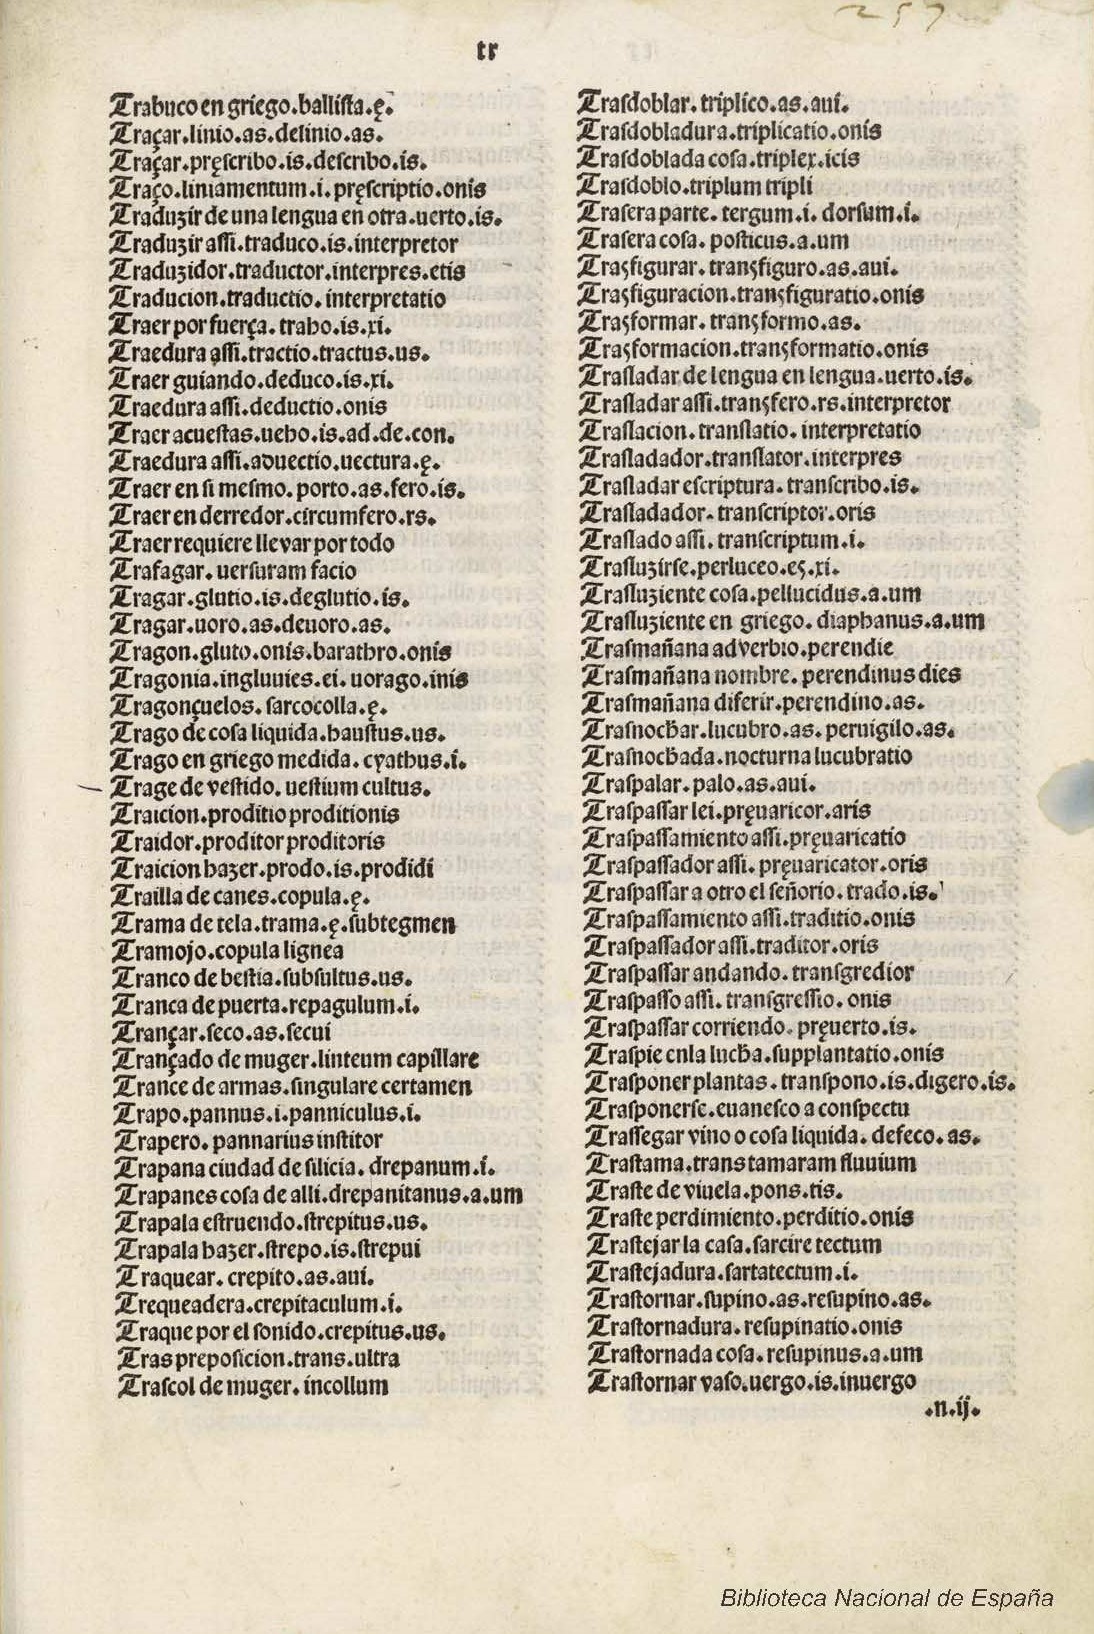 257
tr
Trabuco en griego.ballista.ę.
Traçar.linio.as.delinio.as.
Traçar.pręscribo.is.describo.is.
Traço.liniamentum.i.pręscriptio.onis
Traduzir de una lengua en otra.uerto.is.
Traduzir assi.traduco.is.interpretor
Traduzidor.traductor.interpres.etis
Traducion.traductio.interpretatio
Traer por fuerça.traho.is.xi.
Traedura assi.tractio.tractus.us.
Traer guiando.deduco.is.xi.
Traedura assi.deductio.onis
Traer acuestas.ueho.is.ad.de.con.
Traedura assi.aduectio.uectura.ę.
Traer en si mesmo.porto.as.fero.is.
Traer en derredor.circumfero.rs.
Traer requiere llevar por todo
Trafagar.uersuram facio
Tragar.glutio.is.deglutio.is.
Tragar.uoro.as.deuoro.as.
Tragon.gluto.onis.barathro.onis
Tragonia.ingluuies.ei.uorago.inis
Tragonçuelos.sarcocolla.ę.
Trago de cosa liquida.haustus.us.
Trago en griego medida.cyathus.i.
Trage de vestido.uestium cultus.
Traicion.proditio proditionis
Traidor.proditor proditoris
Traicion hazer.prodo.is.prodidi
Trailla de canes.copula.ę.
Trama de tela.trama.ę.subtegmen
Tramojo.copula lignea
Tranco de bestia.subsultus.us.
Tranca de puerta.repagulum.i.
Trançar.seco.as.secui
Trançado de muger.linteum capillare
Trance de armas.singulare certamen
Trapo.pannus.i.panniculus.i.
Trapero.pannarius institor
Trapana ciudad de silicia.drepanum.i.
Trapanes cosa de alli.drepanitanus.a.um
Trapala estruendo.strepitus.us.
Trapala hazer.strepo.is.strepui
Traquear.crepito.as.aui.
Trequeadera.crepitaculum.i.
Traque por el sonido.crepitus.us.
Tras preposicion.trans.ultra
Trascol de muger.incollum
Trasdoblar.triplico.as.aui.
Trasdobladura.triplicatio.onis
Trasdoblada cosa.triplex.icis
Trasdoblo.triplum tripli
Trasera parte.tergum.i.dorsum.i.
Trasera cosa.posticus.a.um
Trasfigurar.transfiguro.as.aui.
Trasfiguracion.transfiguratio.onis
Trasformar.transformo.as.
Trasformacion.transformatio.onis
Trasladar de lengua en lengua.uerto.is.
Trasladar assi.transfero.rs.interpretor
Traslacion.translatio.interpretatio
Trasladador.translator.interpres
Trasladar escriptura.transcribo.is.
Trasladador.transcriptor.oris
Traslado assi.transcriptum.i.
Trasluzirse.perluceo.es.xi.
Trasluziente cosa.pellucidus.a.um
Trasluziente en griego.diaphanus.a.um
Trasmañana adverbio.perendie
Trasmañana nombre.perendinus dies
Trasmañana diferir.perendino.as.
Trasnochar.lucubro.as.peruigilo.as.
Trasnochada.nocturna lucubratio
Traspalar.palo.as.aui.
Traspassar lei.pręuaricor.aris
Traspassamiento assi.pręuaricatio
Traspassador assi.pręuaricator.oris
Traspassar a otro el señorio.trado.is.
Traspassamiento assi.traditio.onis
Traspassador assi.traditor.oris
Traspassar andando.transgredior
Traspasso assi.transgressio.onis
Traspassar corriendo.pręuerto.is.
Traspie enla lucha.supplantatio.onis
Trasponer plantas.transpono.is.digero.is.
Trasponerse.euanesco a conspectu
Trassegar vino o cosa liquida.defeco.as.
Trastama.trans tamaram fluuium
Traste de viuela.pons.tis.
Traste perdimiento.perditio.onis
Trastejar la casa.sarcire tectum
Trastejadura.sartatectum.i.
Trastornar.supino.as.resupino.as.
Trastornadura.resupinatio.onis
Trastornada cosa.resupinus.a.um
Trastornar vaso.uergo.is.inuergo
.n.ij.
Biblioteca Nacional de España